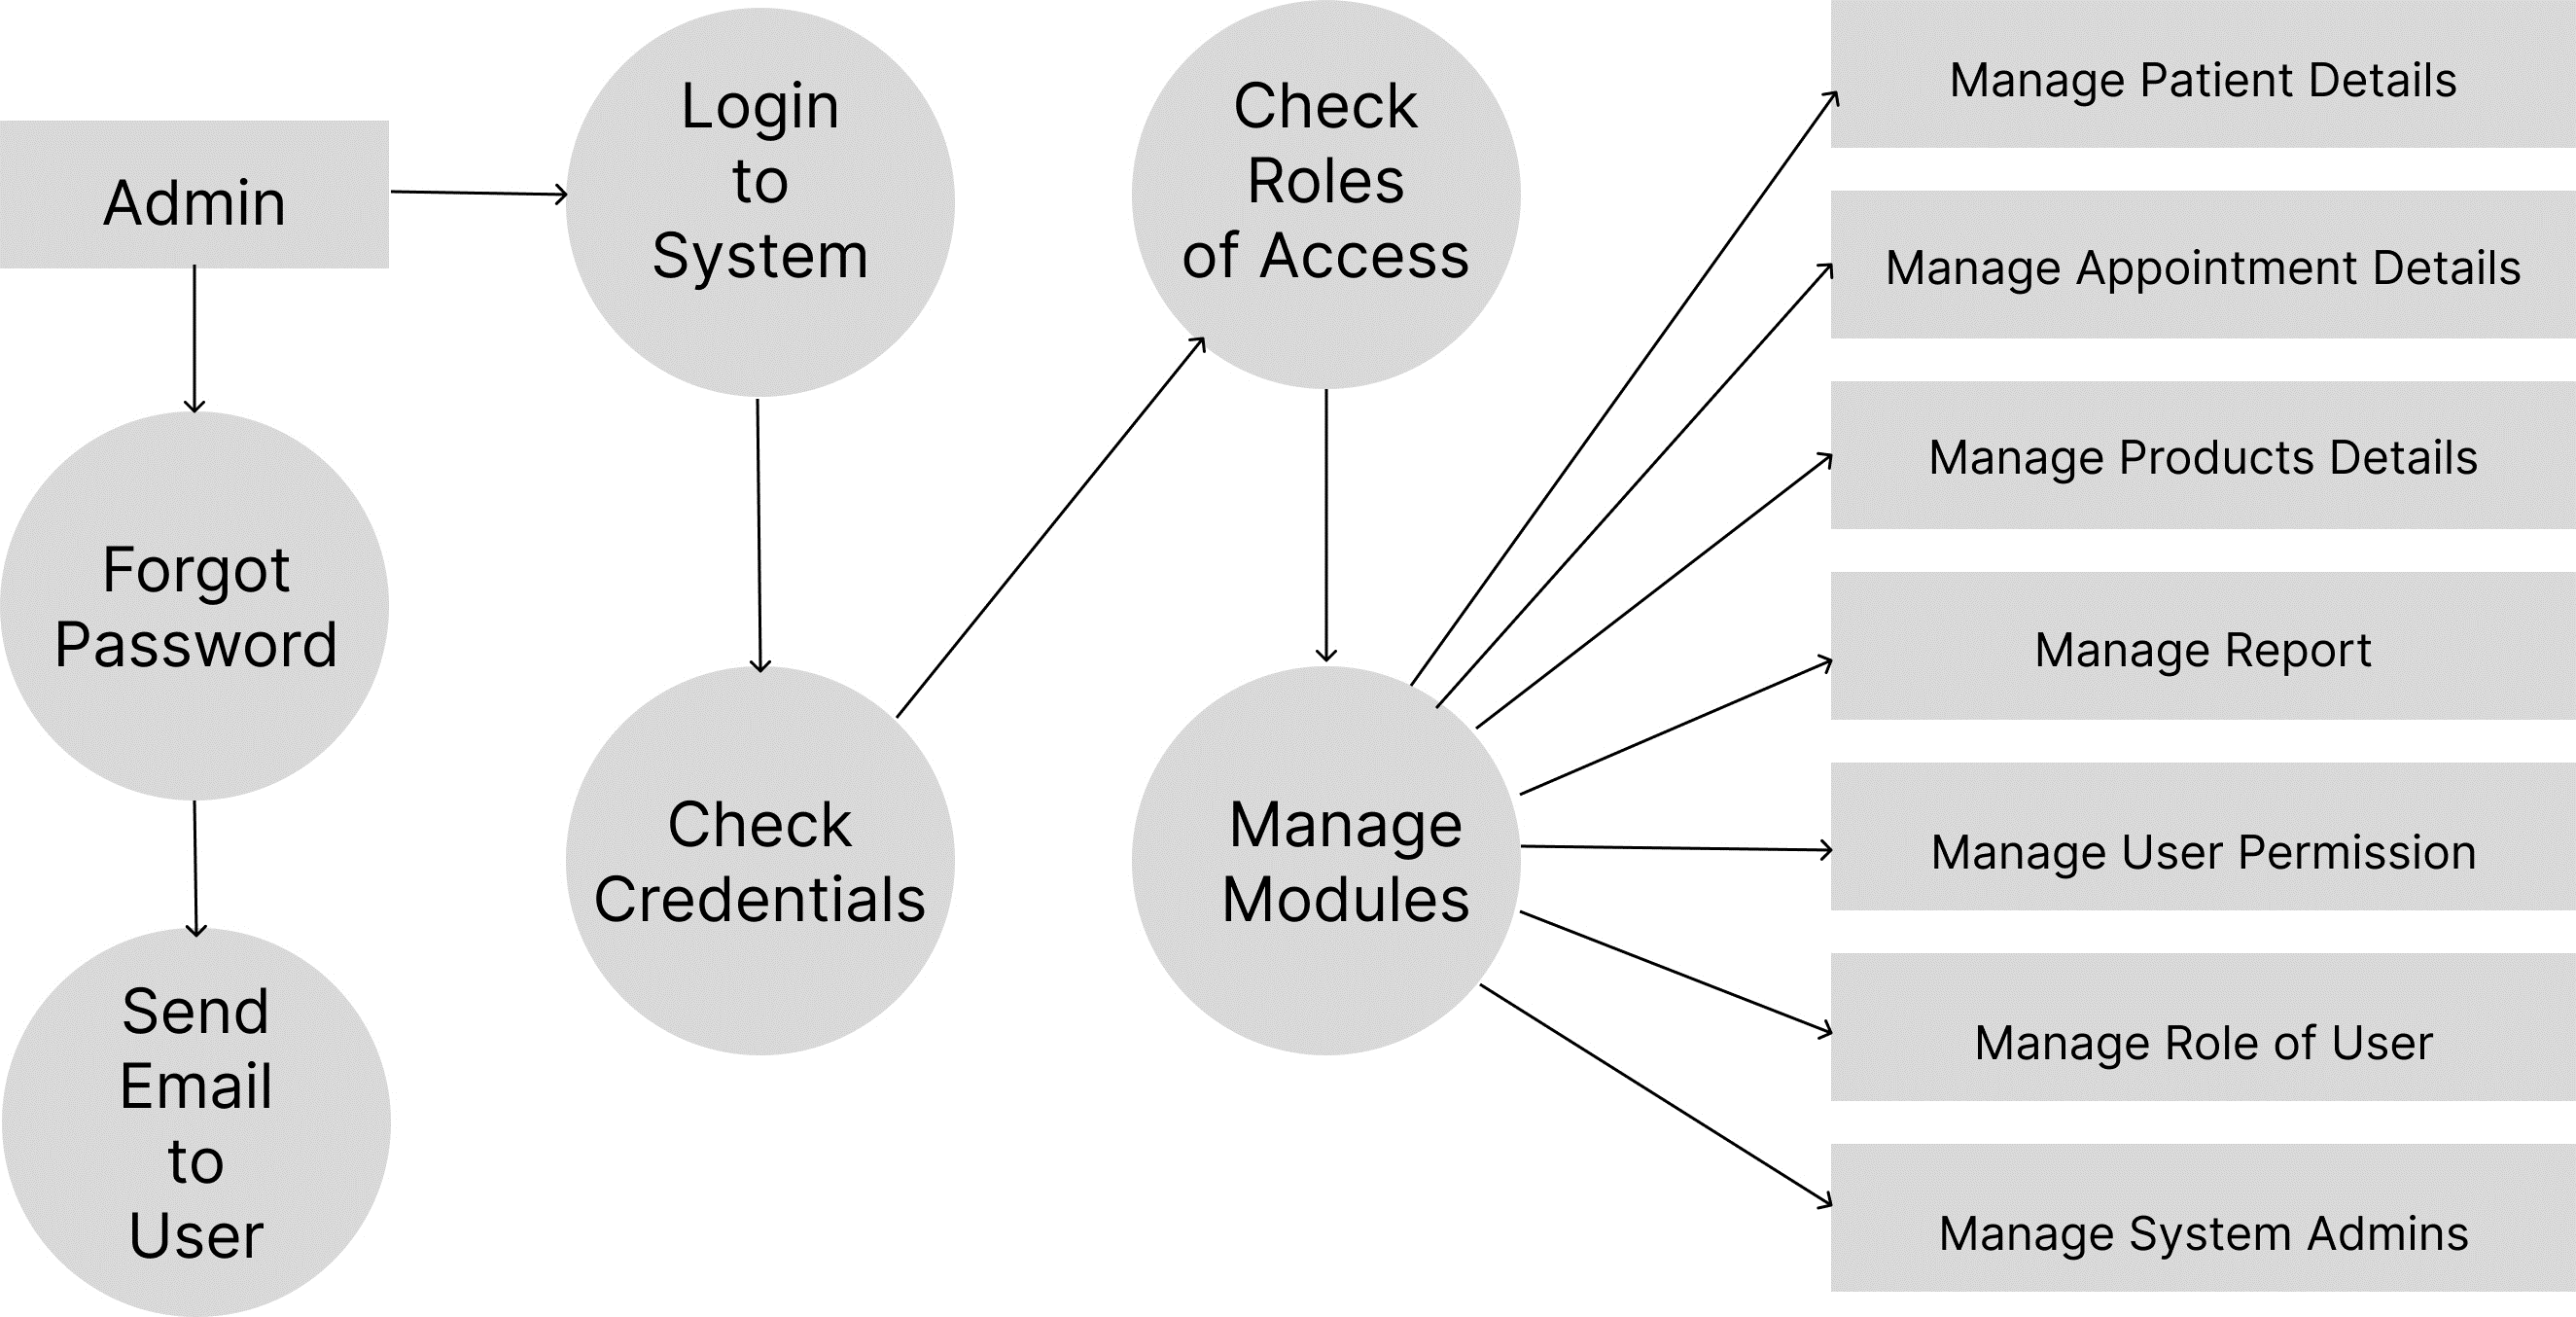 Admin
Forgot
Password
Send
Email
to
User
Login
to
System
Check
Credentials
Check
Roles
of Access
Manage
Modules
Manage Patient Details
Manage Appointment Details
Manage Products Details
Manage Report
Manage User Permission
Manage Role of User
Manage System Admins